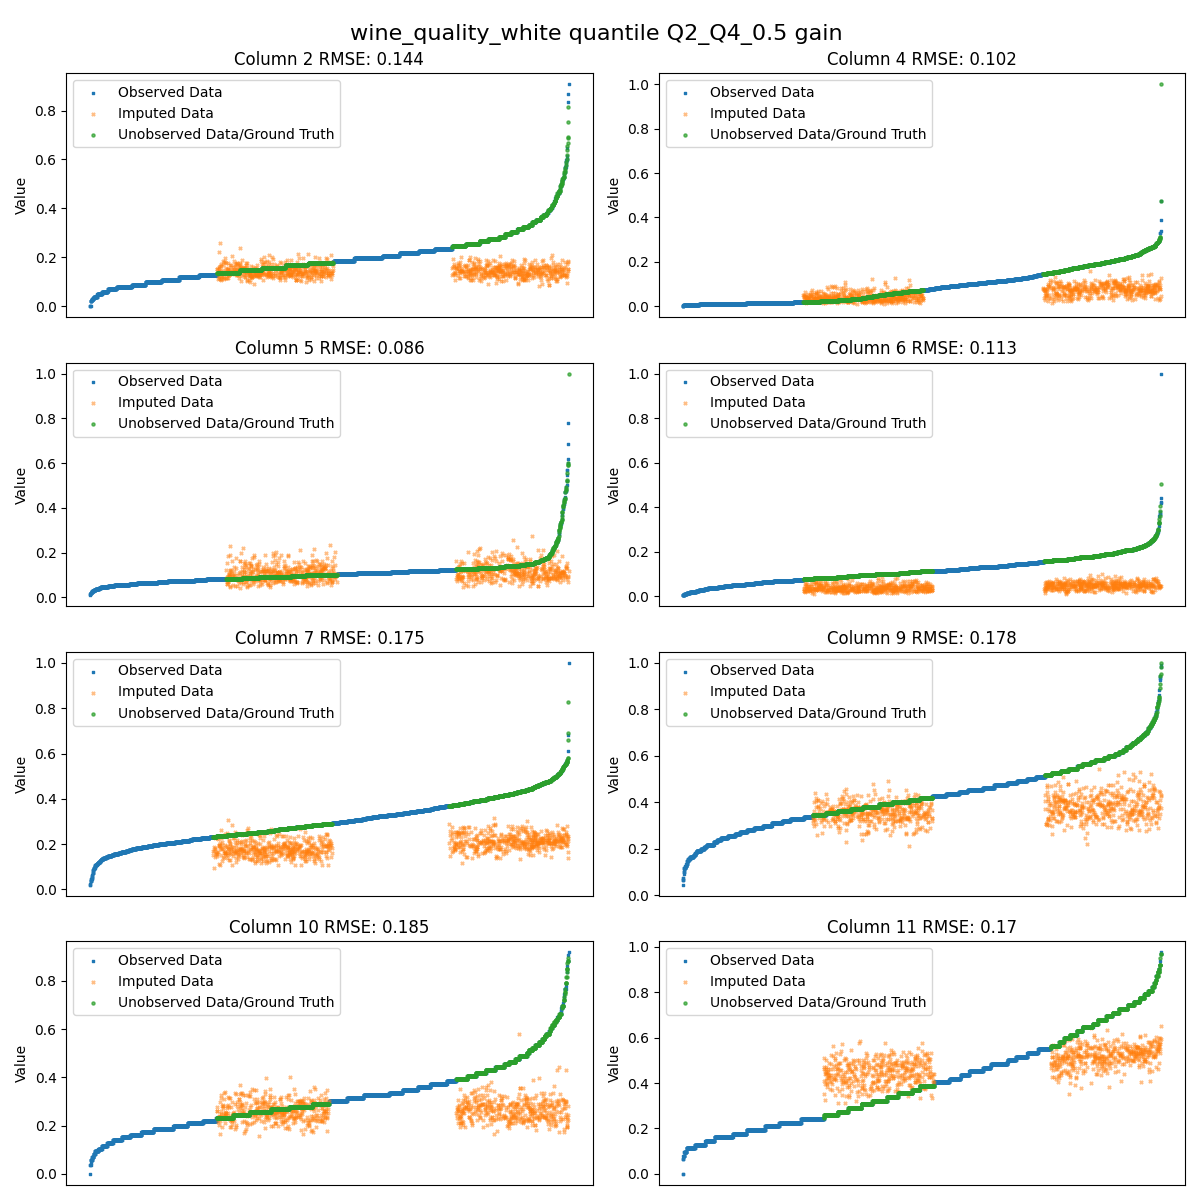 wine_quality_white quantile Q2_Q4_0.5 gain
Column 2 RMSE: 0.144
Value
0.8
0.6
0.4
0.2
0.0
Observed Data
Imputed Data
Unobserved Data/Ground Truth
Column 4 RMSE: 0.102
Value
1.0
0.8
0.6
0.4
0.2
0.0
Observed Data
Imputed Data
Unobserved Data/Ground Truth
Column 5 RMSE: 0.086
Value
1.0
0.8
0.6
0.4
0.2
0.0
Observed Data
Imputed Data
Unobserved Data/Ground Truth
Column 6 RMSE: 0.113
Value
1.0
0.8
0.6
0.4
0.2
0.0
Observed Data
Imputed Data
Unobserved Data/Ground Truth
Column 7 RMSE: 0.175
Value
1.0
0.8
0.6
0.4
0.2
0.0
Observed Data
Imputed Data
Unobserved Data/Ground Truth
Column 9 RMSE: 0.178
Value
1.0
0.8
0.6
0.4
0.2
0.0
Observed Data
Imputed Data
Unobserved Data/Ground Truth
Column 10 RMSE: 0.185
Value
0.8
0.6
0.4
0.2
0.0
Observed Data
Imputed Data
Unobserved Data/Ground Truth
Column 11 RMSE: 0.17
Value
1.0
0.8
0.6
0.4
0.2
0.0
Observed Data
Imputed Data
Unobserved Data/Ground Truth